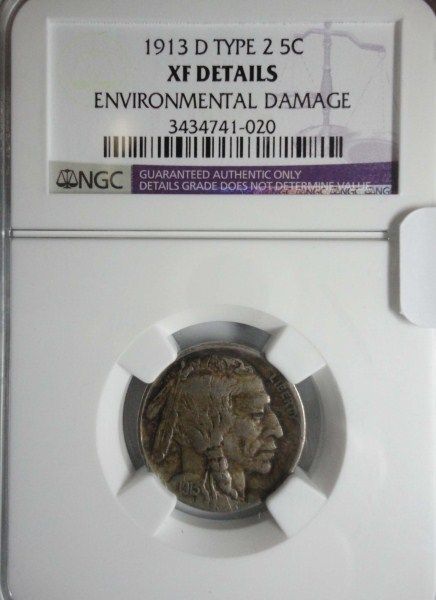 1913 D TYPE 2 5C
XF DETAILS
ENVIRONMENTAL DAMAGE
3434741-020
NGC
GUARANTEED AUTHENTIC ONLY
DETAILS GRADE DOES NOT DETERMINE VALUE
LIBERTY
1913